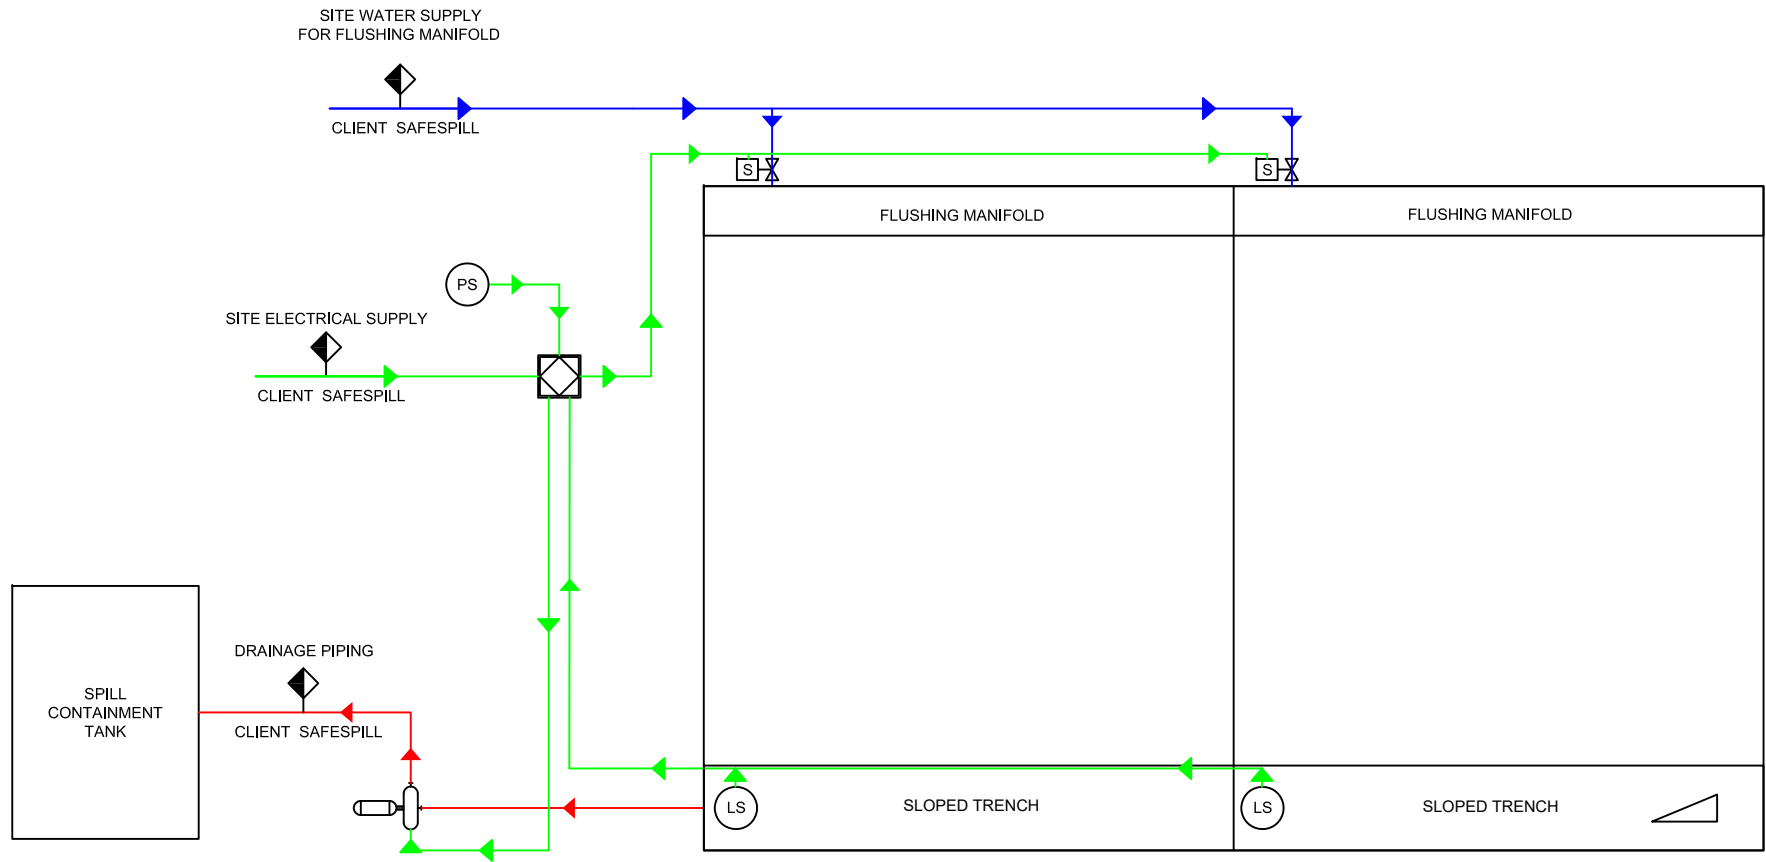 SITE WATER SUPPLY
FOR FLUSHING MANIFOLD
CLIENT SAFESPILL
S
S
FLUSHING MANIFOLD
FLUSHING MANIFOLD
PS
SITE ELECTRICAL SUPPLY
CLIENT SAFESPILL
DRAINAGE PIPING
CLIENT SAFESPILL
SPILL
CONTAINMENT
TANK
LS
SLOPED TRENCH
LS
SLOPED TRENCH